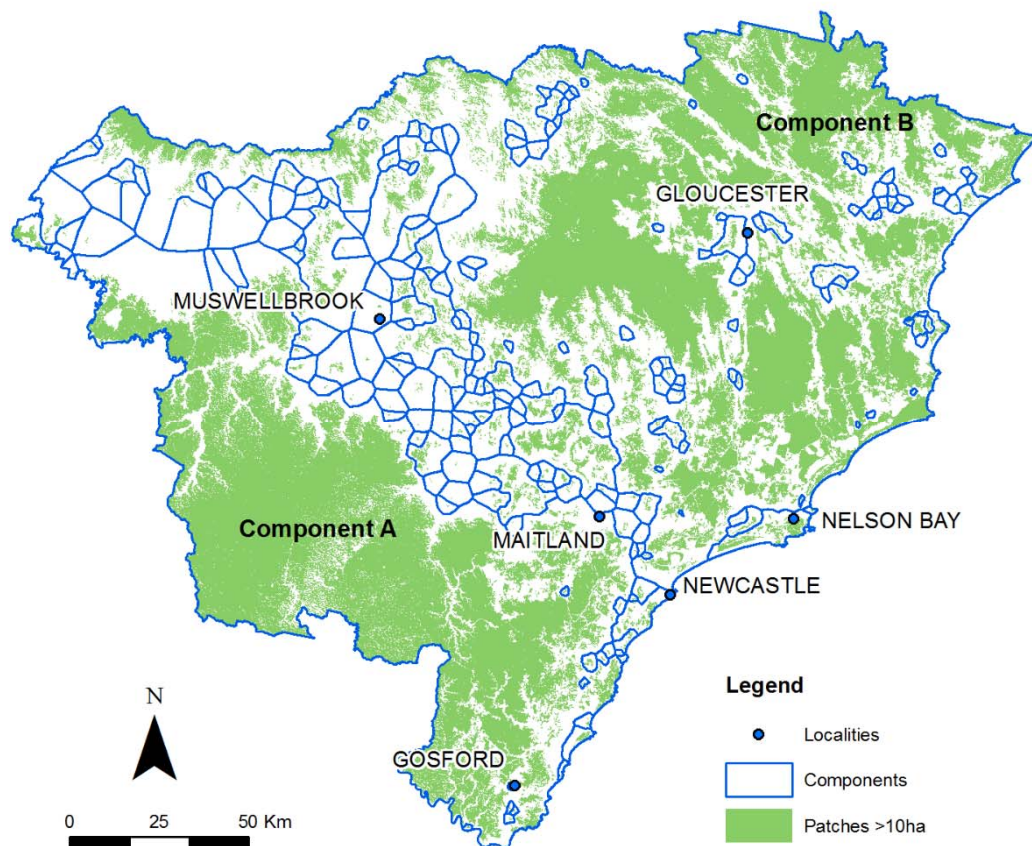 Component B
GLOUCESTER
MUSWELLBROOK
Component A
MAITLAND
NELSON BAY
NEWCASTLE
GOSFORD
N
0 25 50 Km
Legend
Localities
Components
Patches >10ha